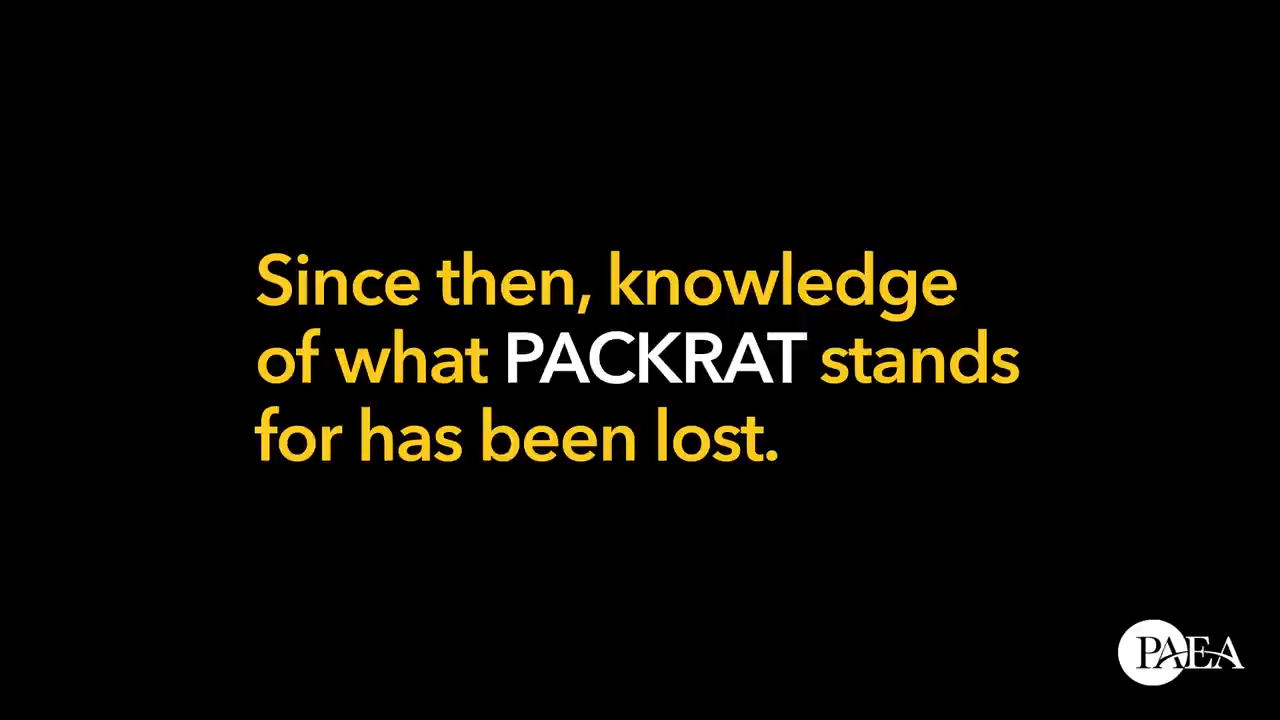 Since then, knowledge
of what PACKRAT stands
for has been lost.
PAEA